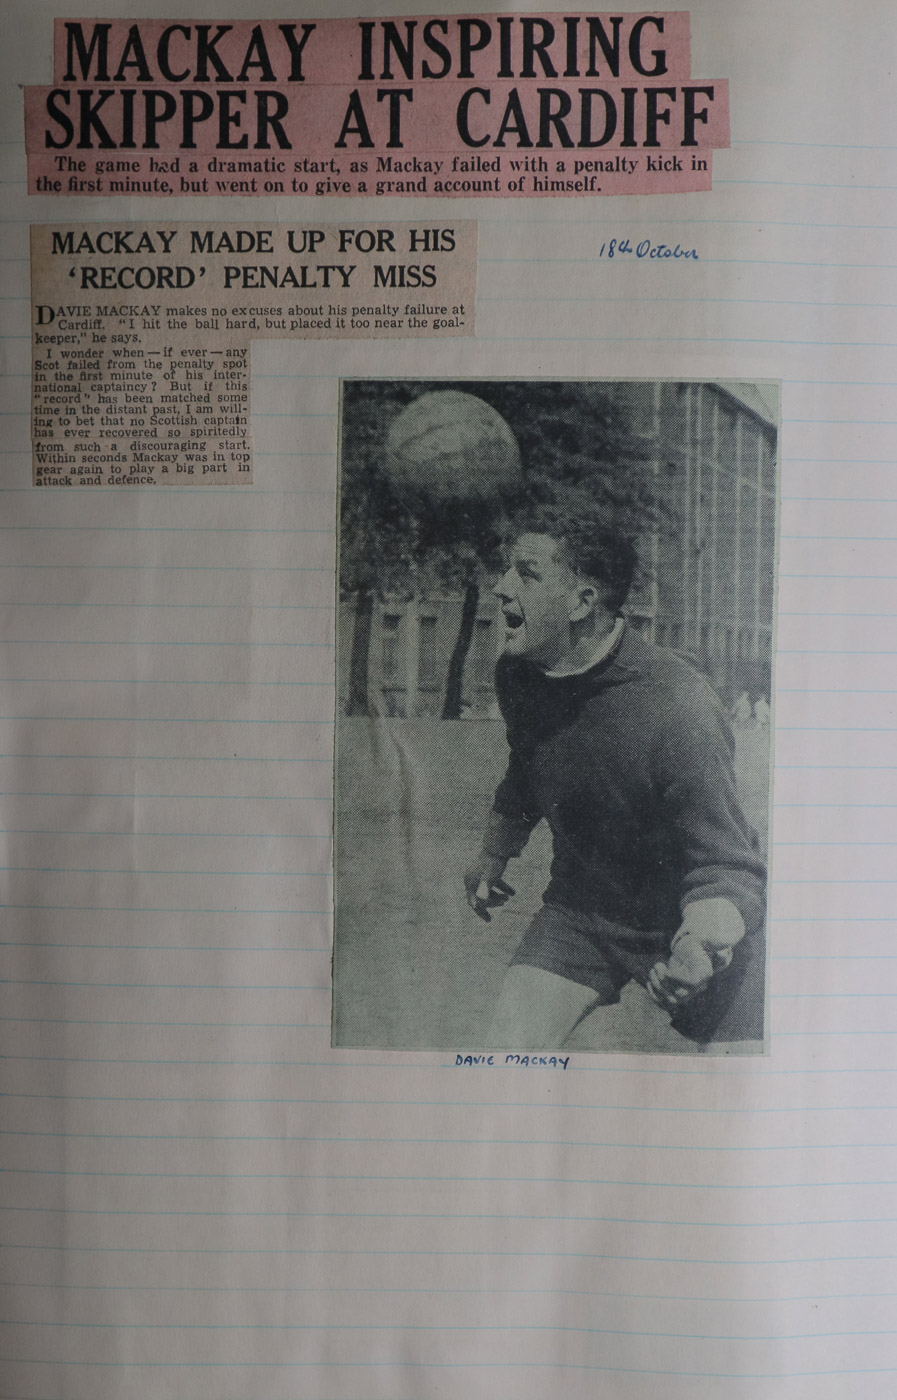 MACKAY INSPIRING
SKIPPER AT CARDIFF
The game had a dramatic start, as Mackay failed with a penalty kick in
the first minute, but went on to give a grand account of himself.
18th October
MACKAY MADE UP FOR HIS
‘RECORD’ PENALTY MISS
DAVIE MACKAY makes no excuses about his penalty failure at
Cardiff. “I hit the ball hard, but placed it too near the goal-
keeper,” he says.
I wonder when—if ever—any
Scot failed from the penalty spot
in the first minute of his inter-
national captaincy? But if this
“record” has been matched some
time in the distant past, I am will-
ing to bet that no Scottish captain
has ever recovered so spiritedly
from such a discouraging start.
Within seconds Mackay was in top
gear again to play a big part in
attack and defence.
DAVIE MACKAY